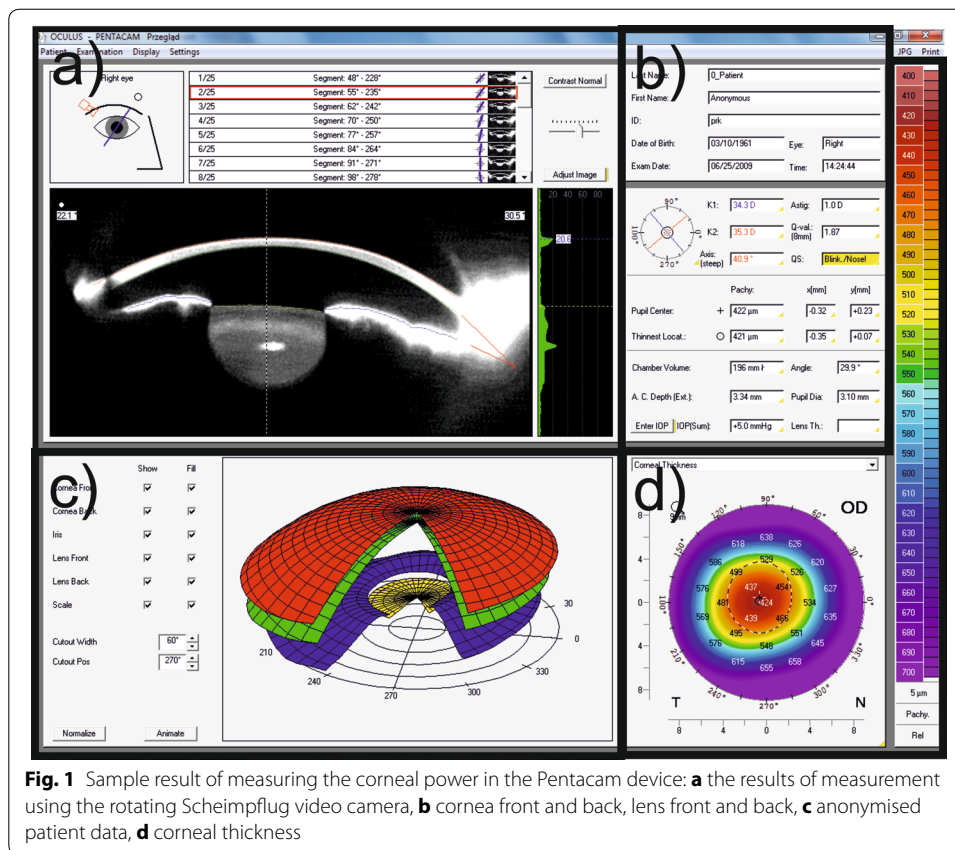 OCULUS - PENTACAM Przegląd
Patient Examination Display Settings
JPG Print
a)
Right eye
1/25 Segment: 48° - 228°
2/25 Segment: 55° - 235°
3/25 Segment: 62° - 242°
4/25 Segment: 70° - 250°
5/25 Segment: 77° - 257°
6/25 Segment: 84° - 264°
7/25 Segment: 91° - 271°
8/25 Segment: 98° - 278°
Contrast Normal
Adjust Image
22.1 °
30.5 °
20 40 60 80
20.6
b)
Last Name: 0_Patient
First Name: Anonymous
ID: prk
Date of Birth: 03/10/1961 Eye: Right
Exam Date: 06/25/2009 Time: 14:24:44
90°
180° 0°
270°
K1: 34.3 D Astig: 1.0 D
K2: 35.3 D Q-val.: (8mm) 1.87
Axis: (steep) 40.9 ° QS: Blink./Nose!
Pachy: x[mm] y[mm]
Pupil Center: + 422 µm -0.32 +0.23
Thinnest Locat.: O 421 µm -0.35 +0.07
Chamber Volume: 196 mm ł Angle: 29.9 °
A. C. Depth (Ext.): 3.34 mm Pupil Dia: 3.10 mm
Enter IOP IOP(Sum): +5.0 mmHg Lens Th.:
c)
Show Fill
Cornea Front
Cornea Back
Iris
Lens Front
Lens Back
Scale
Cutout Width 60°
Cutout Pos 270°
Normalize Animate
210
240
270
300
330
0
30
d)
Corneal Thickness
9mm
OD
90°
120° 60°
150° 30°
180° 0°
210° 330°
240° 300°
270°
8
4
0
4
8
638
618 626
586 529 620
499 526
576 437 454 627
481 424 534
569 439 466 635
495 551
576 548 645
615 658
655
T N
8 4 0 4 8
400
410
420
430
440
450
460
470
480
490
500
510
520
530
540
550
560
570
580
590
600
610
620
630
640
650
660
670
680
690
700
5 µm
Pachy.
Rel
Fig. 1 Sample result of measuring the corneal power in the Pentacam device: a the results of measurement
using the rotating Scheimpflug video camera, b cornea front and back, lens front and back, c anonymised
patient data, d corneal thickness